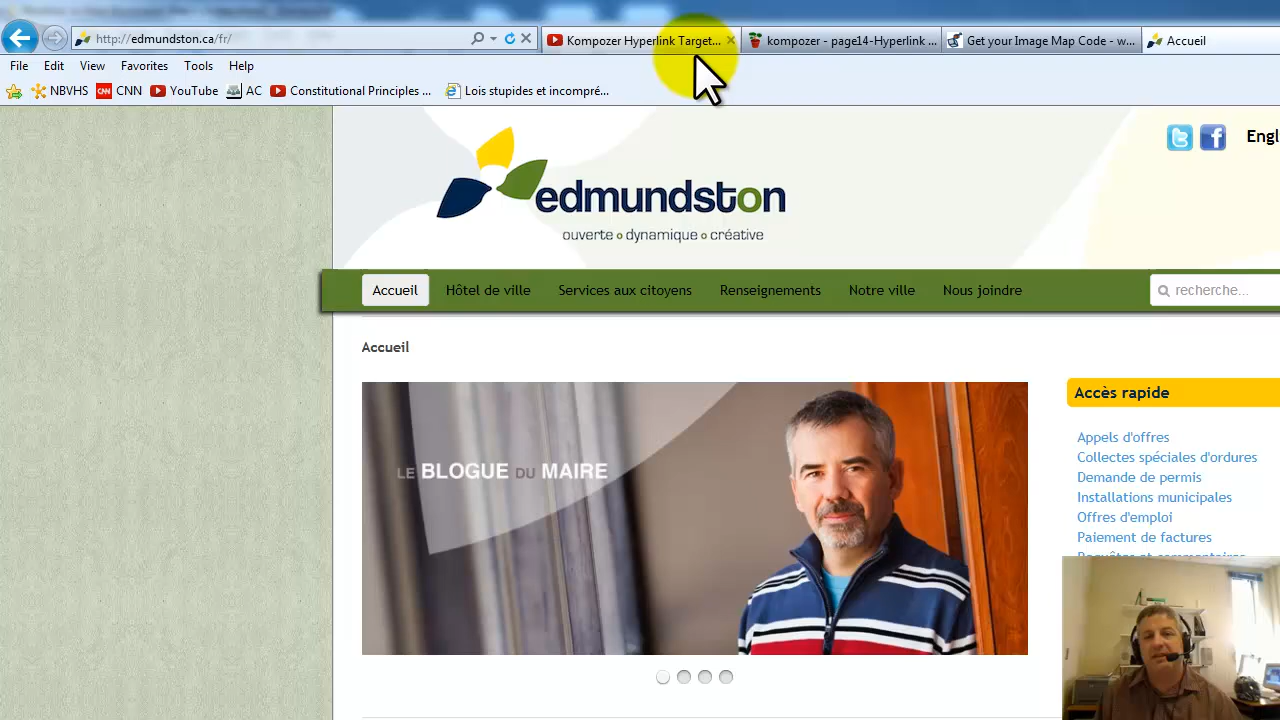 http://edmundston.ca/fr/
Kompozer Hyperlink Target...
kompozer - page14-Hyperlink ...
Get your Image Map Code - w...
Accueil
File Edit View Favorites Tools Help
NBVHS CNN YouTube AC Constitutional Principles ... Lois stupides et incompré...
Engl
edmundston
ouverte dynamique créative
Accueil Hôtel de ville Services aux citoyens Renseignements Notre ville Nous joindre recherche...
Accueil
LE BLOGUE DU MAIRE
Accès rapide
Appels d'offres
Collectes spéciales d'ordures
Demande de permis
Installations municipales
Offres d'emploi
Paiement de factures
Requêtes et commentaires